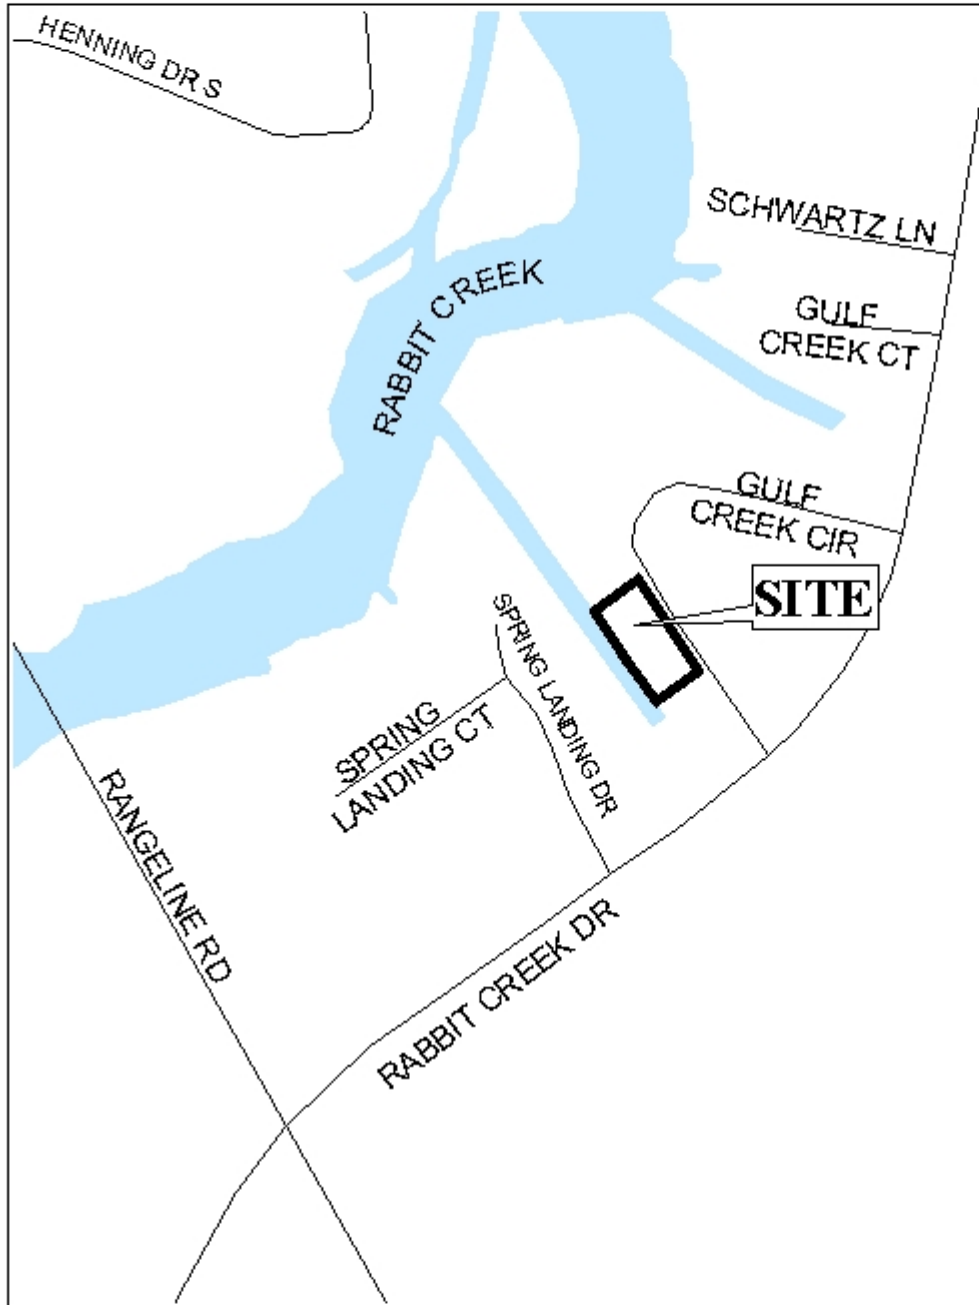 HENNING DR S
SCHWARTZ LN
RABBIT CREEK
GULF
CREEK CT
GULF
CREEK CIR
SITE
SPRING LANDING DR
SPRING
LANDING CT
RANGELINE RD
RABBIT CREEK DR